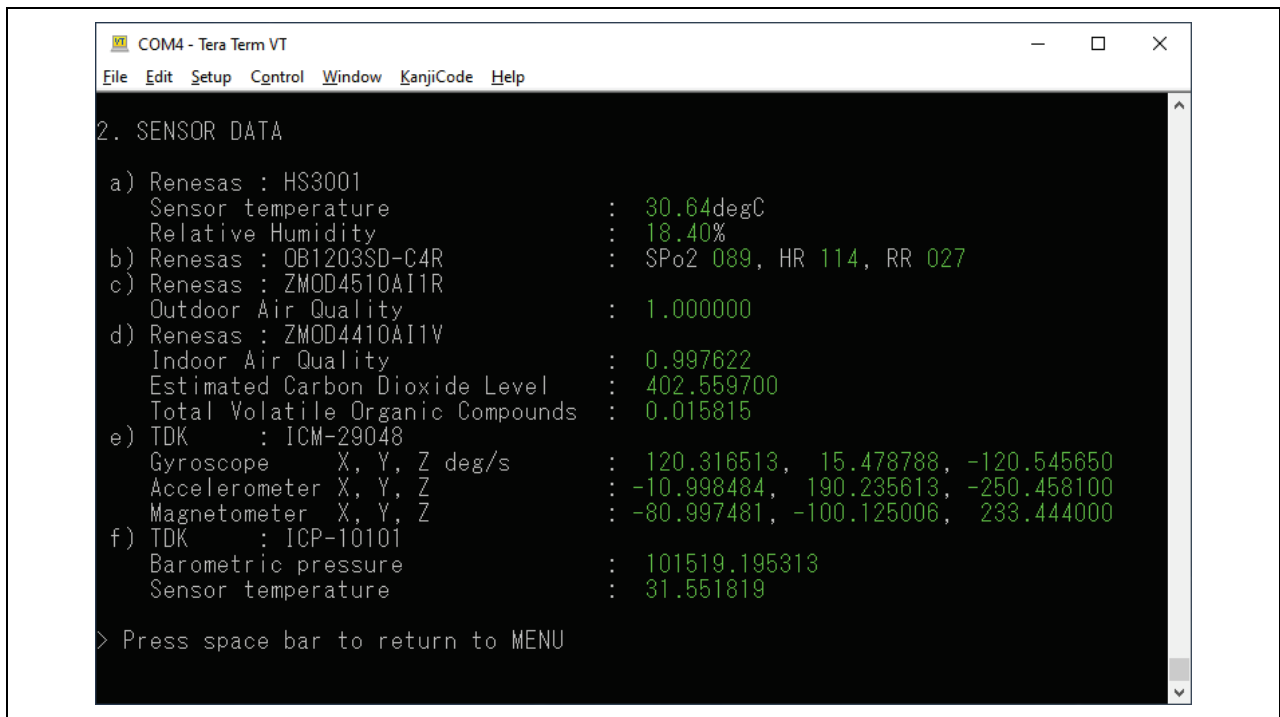 COM4 - Tera Term VT
File Edit Setup Control Window KanjiCode Help
2. SENSOR DATA
a) Renesas : HS3001
Sensor temperature : 30.64degC
Relative Humidity : 18.40%
b) Renesas : OB1203SD-C4R : SPo2 089, HR 114, RR 027
c) Renesas : ZMOD4510AI1R
Outdoor Air Quality : 1.000000
d) Renesas : ZMOD4410AI1V
Indoor Air Quality : 0.997622
Estimated Carbon Dioxide Level : 402.559700
Total Volatile Organic Compounds : 0.015815
e) TDK : ICM-29048
Gyroscope X, Y, Z deg/s : 120.316513, 15.478788, -120.545650
Accelerometer X, Y, Z : -10.998484, 190.235613, -250.458100
Magnetometer X, Y, Z : -80.997481, -100.125006, 233.444000
f) TDK : ICP-10101
Barometric pressure : 101519.195313
Sensor temperature : 31.551819
> Press space bar to return to MENU